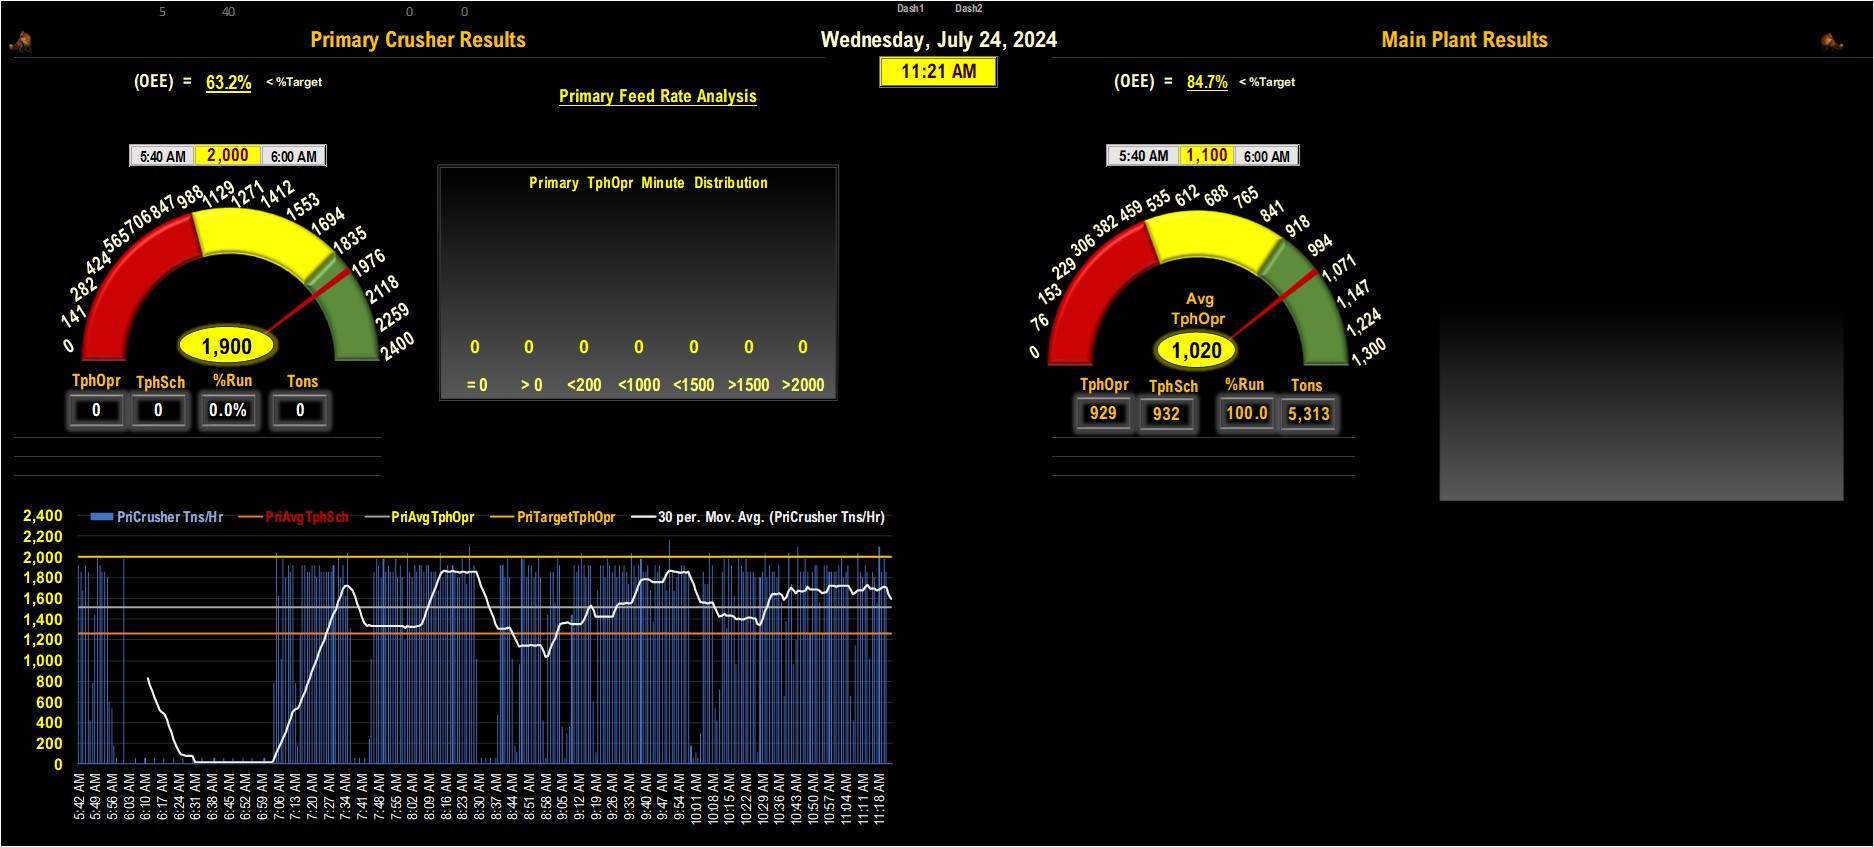 5 40 0 0 Dash1 Dash2
Primary Crusher Results
Wednesday, July 24, 2024
Main Plant Results
11:21 AM
(OEE) = 63.2% < %Target
(OEE) = 84.7% < %Target
Primary Feed Rate Analysis
5:40 AM 2,000 6:00 AM
0
141
282
424
565
706
847
988
1129
1271
1412
1553
1694
1835
1976
2118
2259
2400
1,900
TphOpr TphSch %Run Tons
0 0 0.0% 0
Primary TphOpr Minute Distribution
0 0 0 0 0 0 0
= 0 > 0 <200 <1000 <1500 >1500 >2000
5:40 AM 1,100 6:00 AM
0
76
153
229
306
382
459
535
612
688
765
841
918
994
1,071
1,147
1,224
1,300
Avg
TphOpr
1,020
TphOpr TphSch %Run Tons
929 932 100.0 5,313
PriCrusher Tns/Hr PriAvgTphSch PriAvgTphOpr PriTargetTphOpr 30 per. Mov. Avg. (PriCrusher Tns/Hr)
2,400
2,200
2,000
1,800
1,600
1,400
1,200
1,000
800
600
400
200
0
5:42 AM
5:49 AM
5:56 AM
6:03 AM
6:10 AM
6:17 AM
6:24 AM
6:31 AM
6:38 AM
6:45 AM
6:52 AM
6:59 AM
7:06 AM
7:13 AM
7:20 AM
7:27 AM
7:34 AM
7:41 AM
7:48 AM
7:55 AM
8:02 AM
8:09 AM
8:16 AM
8:23 AM
8:30 AM
8:37 AM
8:44 AM
8:51 AM
8:58 AM
9:05 AM
9:12 AM
9:19 AM
9:26 AM
9:33 AM
9:40 AM
9:47 AM
9:54 AM
10:01 AM
10:08 AM
10:15 AM
10:22 AM
10:29 AM
10:36 AM
10:43 AM
10:50 AM
10:57 AM
11:04 AM
11:11 AM
11:18 AM